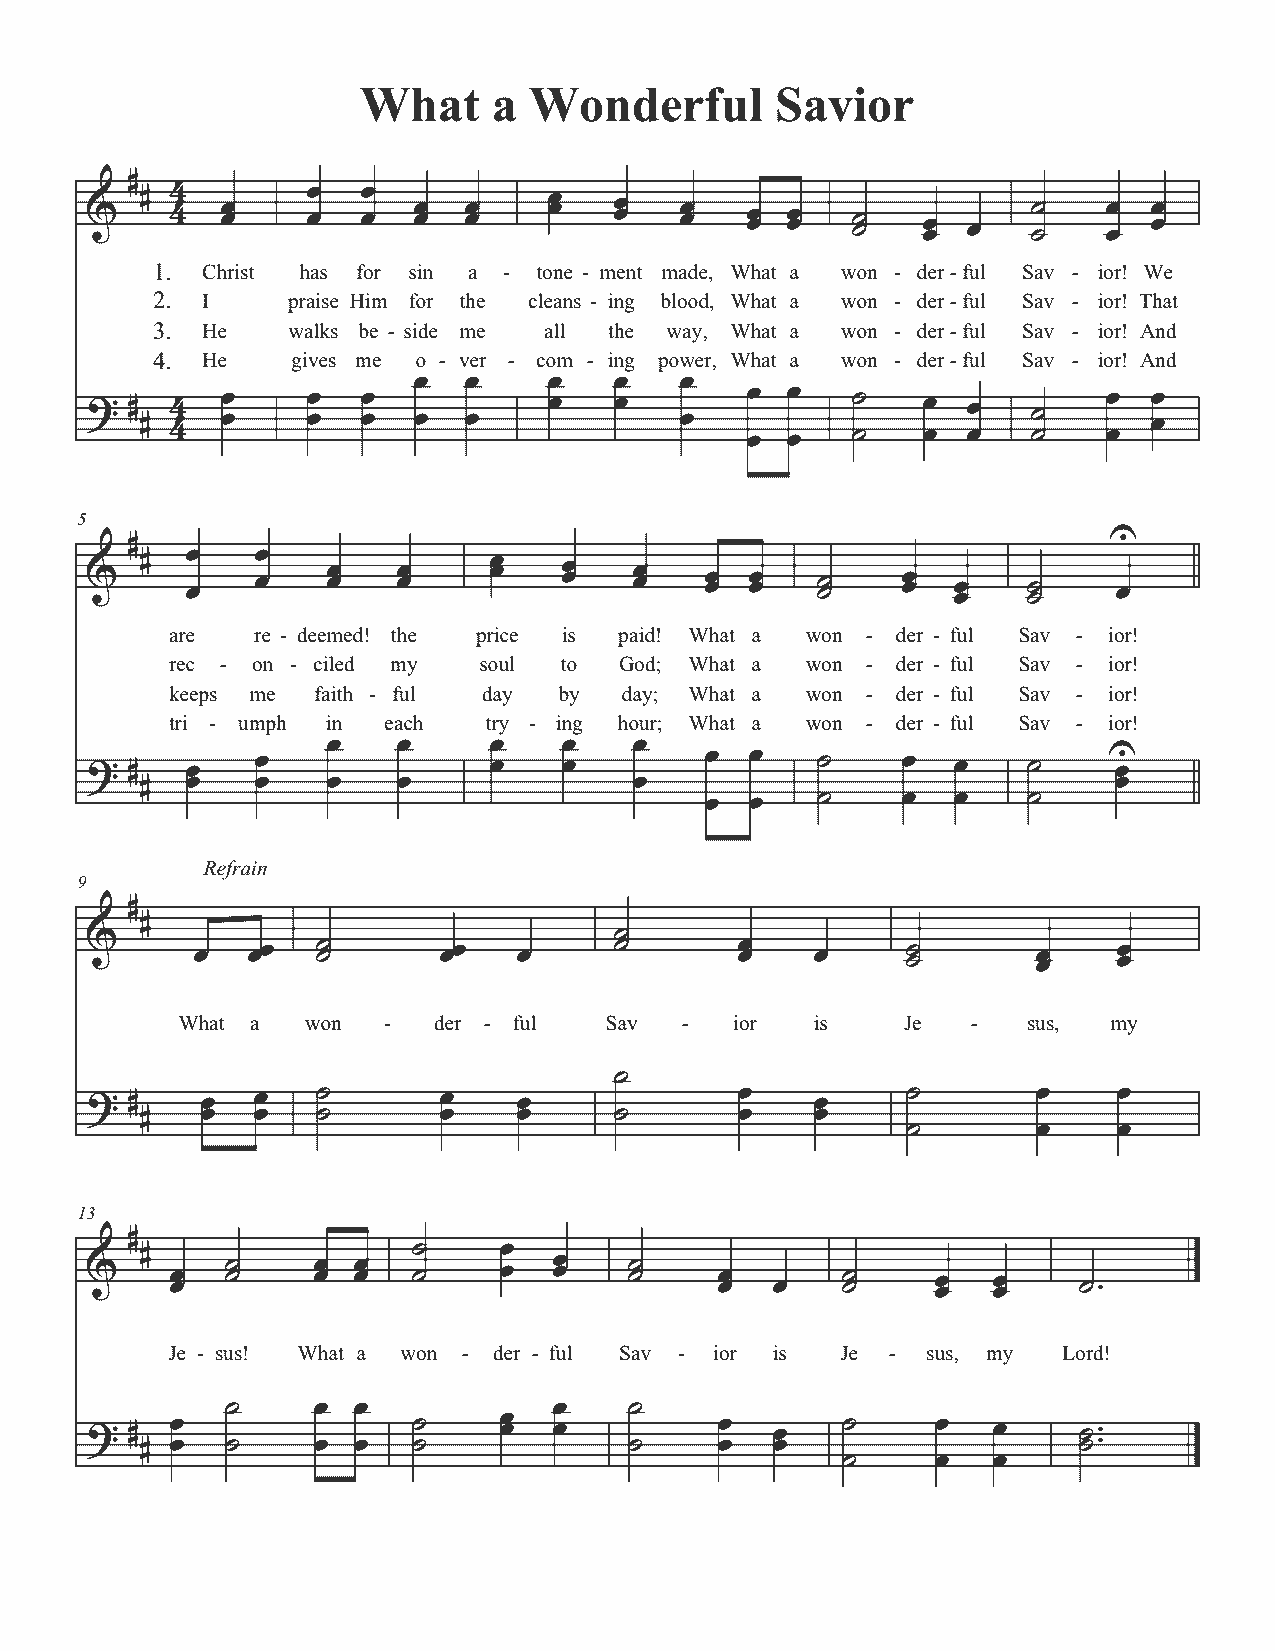 What a Wonderful Savior
1. Christ has for sin a - tone - ment made, What a won - der - ful Sav - ior! We
2. I praise Him for the cleans - ing blood, What a won - der - ful Sav - ior! That
3. He walks be - side me all the way, What a won - der - ful Sav - ior! And
4. He gives me o - ver - com - ing power, What a won - der - ful Sav - ior! And
5
are re - deemed! the price is paid! What a won - der - ful Sav - ior!
rec - on - ciled my soul to God; What a won - der - ful Sav - ior!
keeps me faith - ful day by day; What a won - der - ful Sav - ior!
tri - umph in each try - ing hour; What a won - der - ful Sav - ior!
Refrain
9
What a won - der - ful Sav - ior is Je - sus, my
13
Je - sus! What a won - der - ful Sav - ior is Je - sus, my Lord!